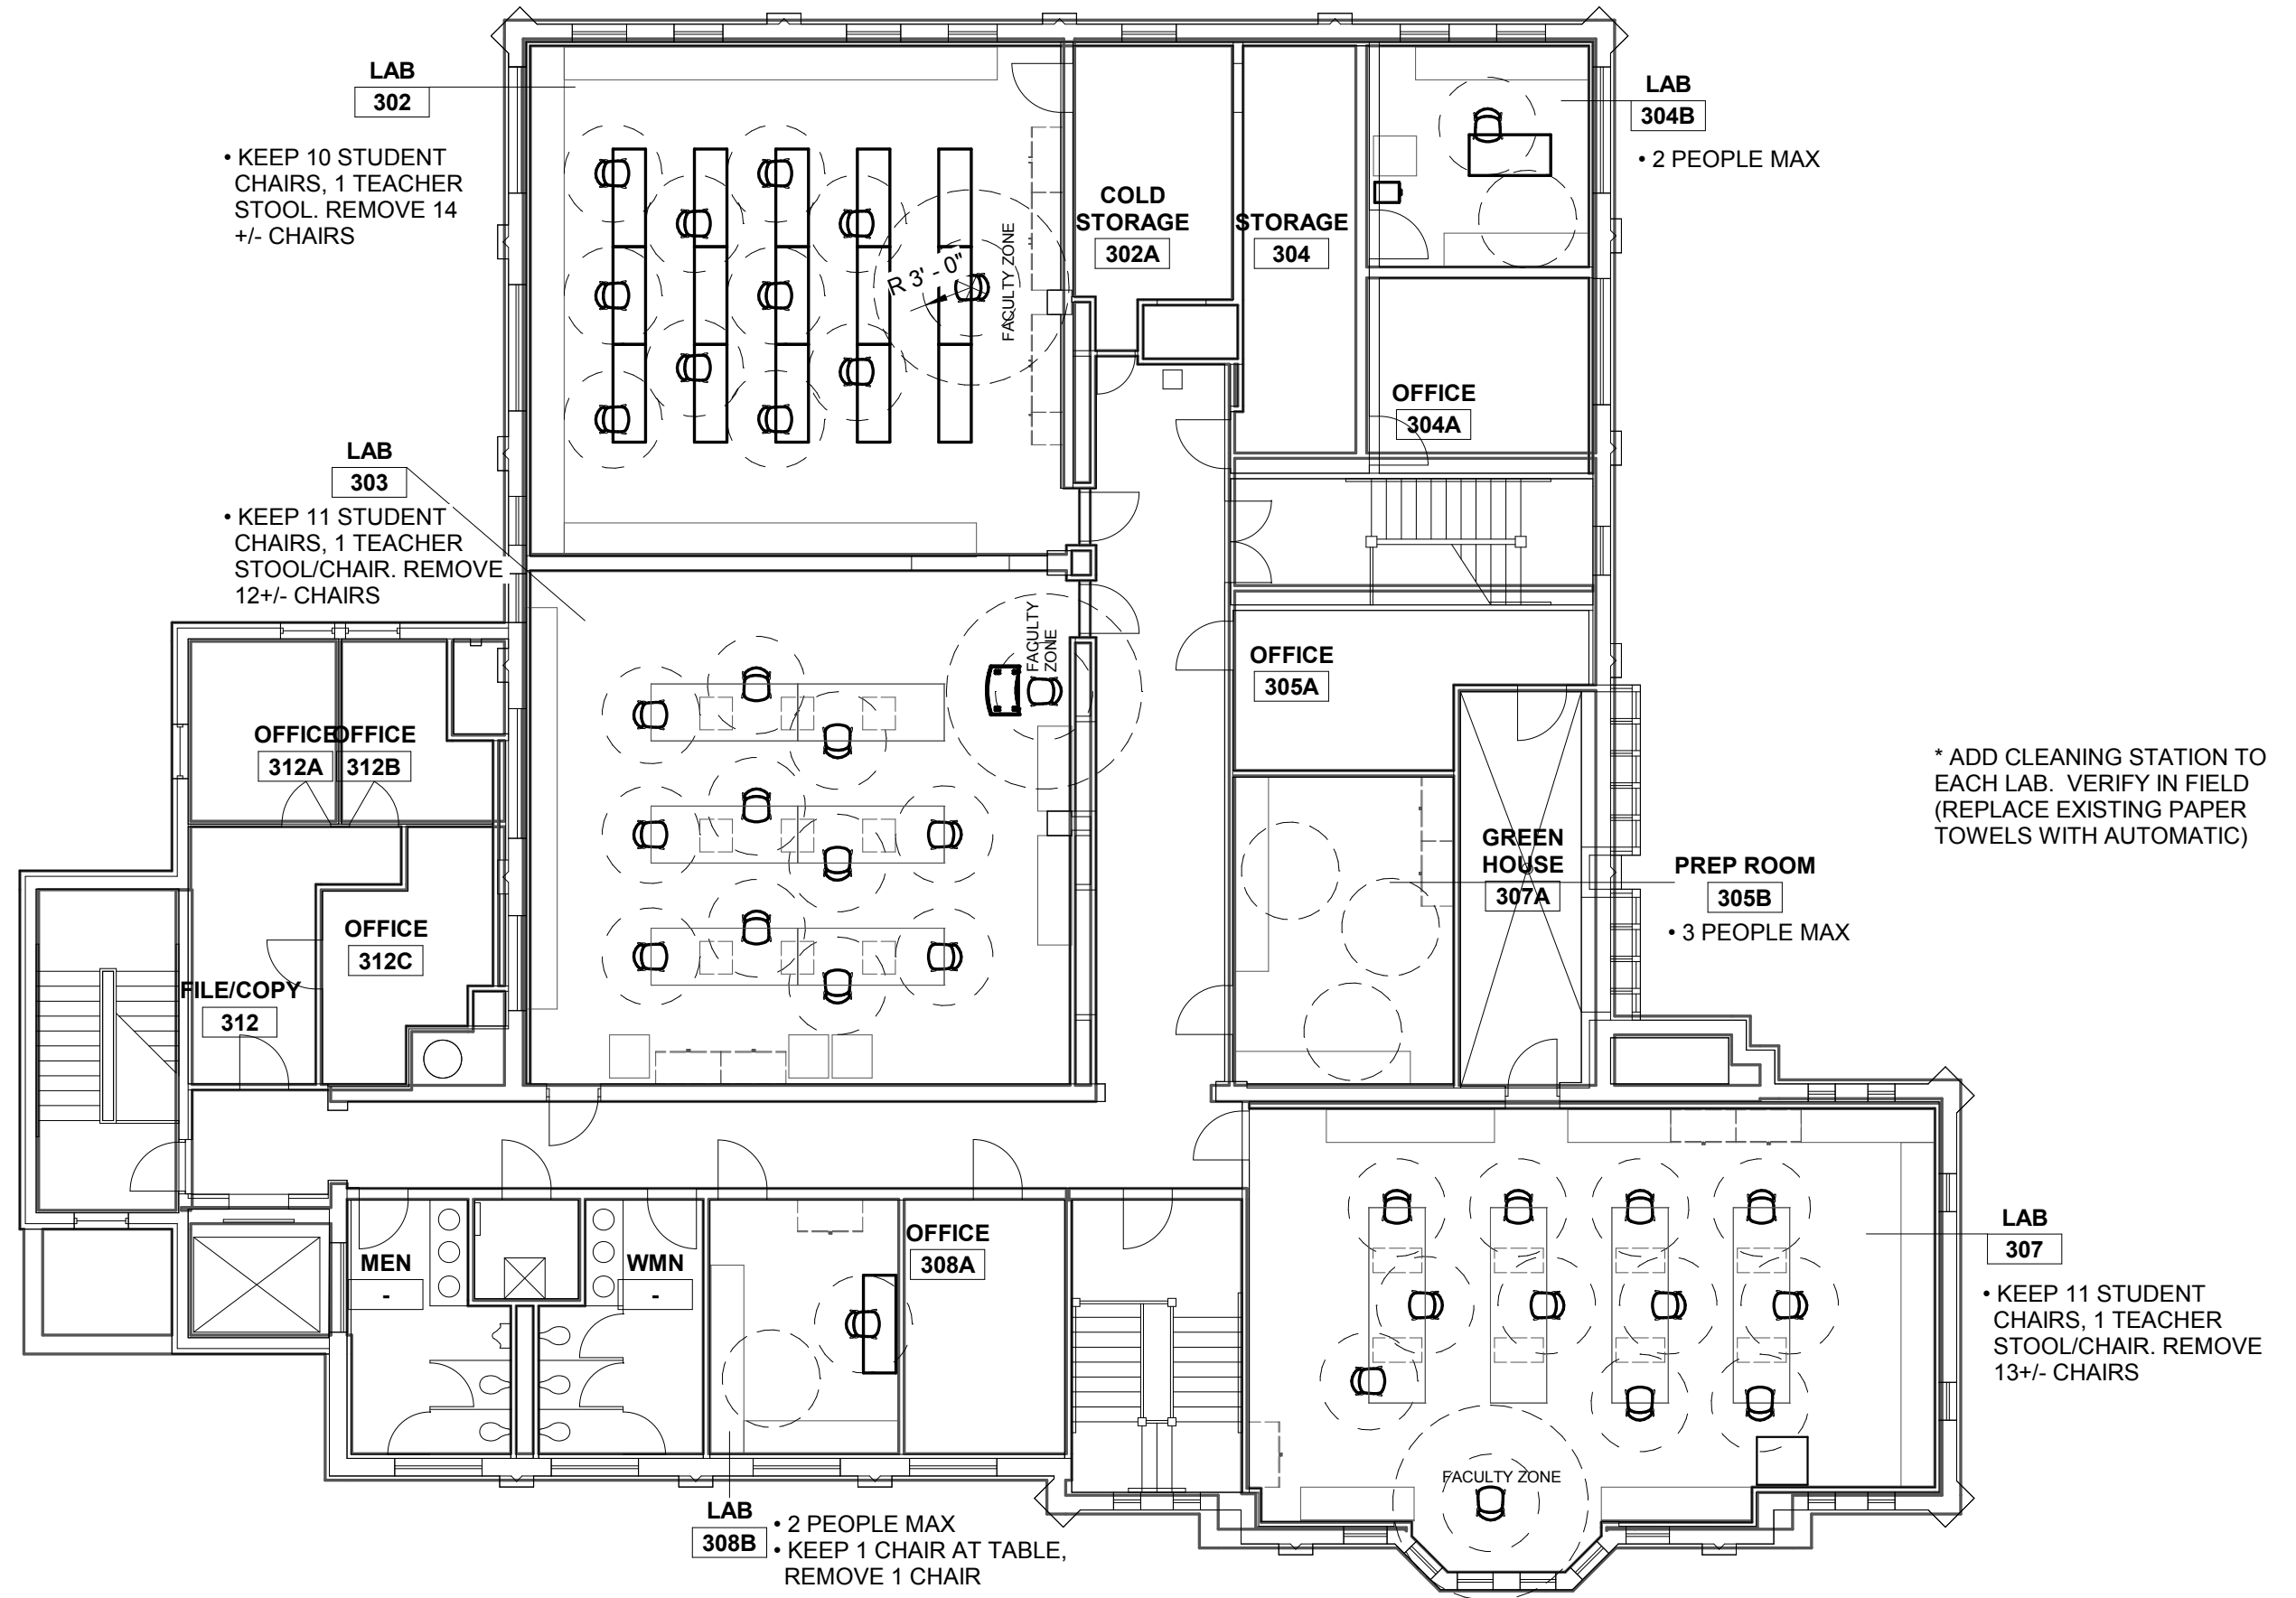 LAB
302
• KEEP 10 STUDENT
CHAIRS, 1 TEACHER
STOOL. REMOVE 14
+/- CHAIRS
LAB
304B
• 2 PEOPLE MAX
COLD
STORAGE
302A
STORAGE
304
FACULTY ZONE
R 3' - 0"
OFFICE
304A
LAB
303
• KEEP 11 STUDENT
CHAIRS, 1 TEACHER
STOOL/CHAIR. REMOVE
12+/- CHAIRS
FACULTY
ZONE
OFFICE
305A
OFFICE
312A
OFFICE
312B
* ADD CLEANING STATION TO
EACH LAB. VERIFY IN FIELD
(REPLACE EXISTING PAPER
TOWELS WITH AUTOMATIC)
GREEN
HOUSE
307A
PREP ROOM
305B
• 3 PEOPLE MAX
OFFICE
312C
FILE/COPY
312
MEN
-
WMN
-
OFFICE
308A
LAB
307
• KEEP 11 STUDENT
CHAIRS, 1 TEACHER
STOOL/CHAIR. REMOVE
13+/- CHAIRS
FACULTY ZONE
LAB
308B
• 2 PEOPLE MAX
• KEEP 1 CHAIR AT TABLE,
REMOVE 1 CHAIR